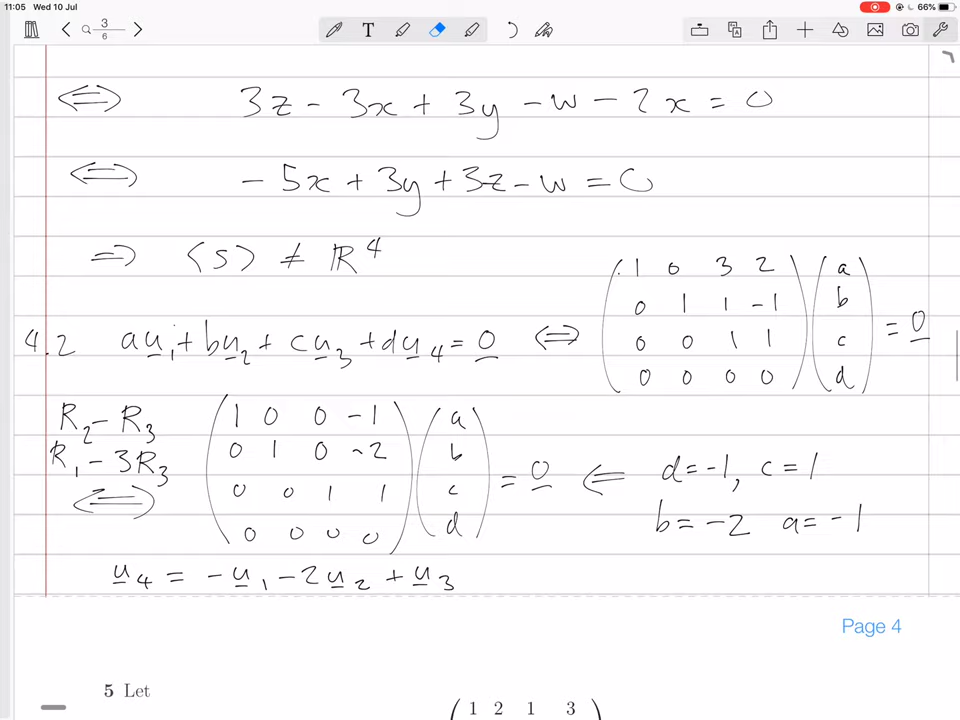 11:05 Wed 10 Jul 66%
3
6
T
⟺ 3z - 3x + 3y - w - 2x = 0
⟺ - 5x + 3y + 3z - w = 0
⟹ ⟨S⟩ ≠ ℝ⁴
4.2 au₁ + bu₂ + cu₃ + du₄ = 0 ⟺ (1 0 3 2) (a)
(0 1 1 -1) (b)
(0 0 1 1) (c) = 0
(0 0 0 0) (d)
R₂ - R₃ (1 0 0 -1) (a)
R₁ - 3R₃ (0 1 0 -2) (b) = 0 ⟸ d = -1, c = 1
⟺ (0 0 1 1) (c) b = -2 a = -1
(0 0 0 0) (d)
u₄ = -u₁ - 2u₂ + u₃
Page 4
5 Let
(1 2 1 3)